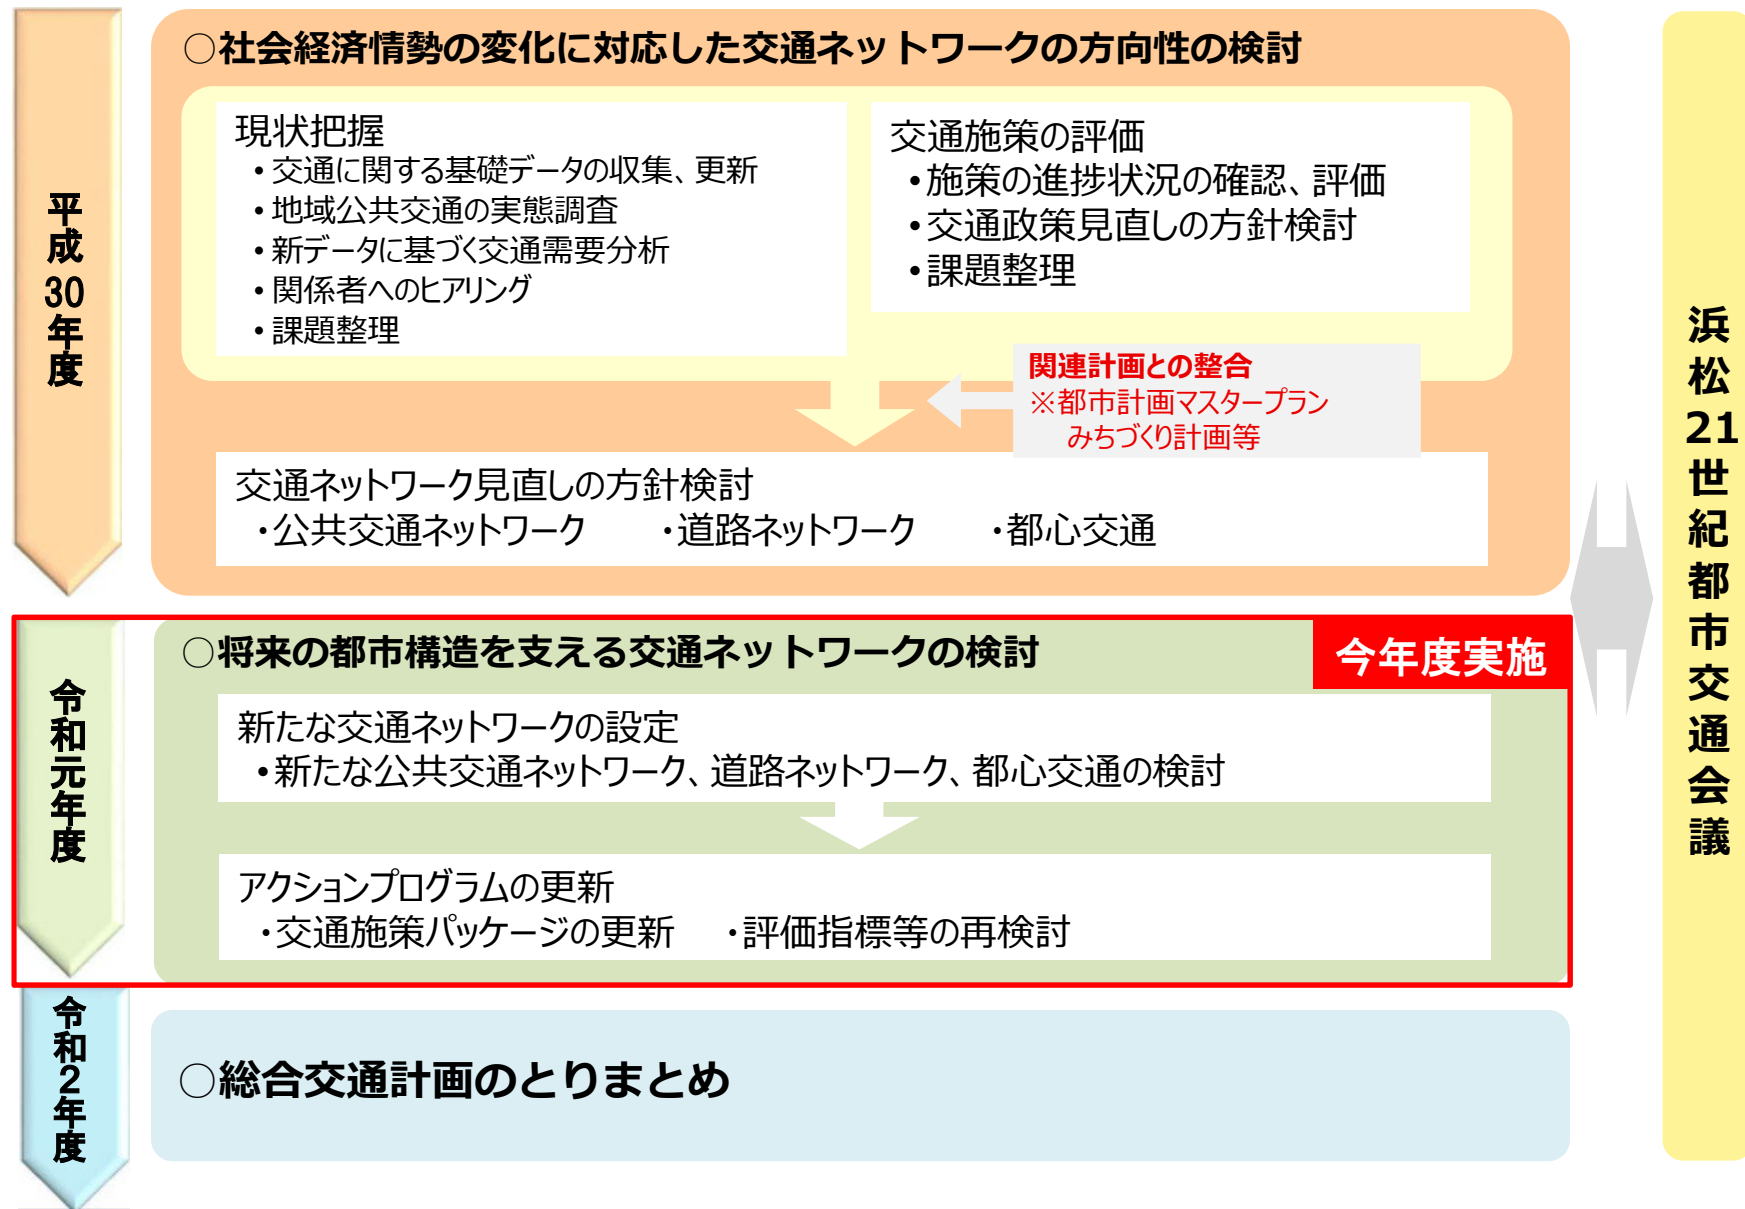 平成30年度
○社会経済情勢の変化に対応した交通ネットワークの方向性の検討
現状把握
・交通に関する基礎データの収集、更新
・地域公共交通の実態調査
・新データに基づく交通需要分析
・関係者へのヒアリング
・課題整理
交通施策の評価
・施策の進捗状況の確認、評価
・交通政策見直しの方針検討
・課題整理
関連計画との整合
※都市計画マスタープラン
みちづくり計画等
交通ネットワーク見直しの方針検討
・公共交通ネットワーク ・道路ネットワーク ・都心交通
令和元年度
○将来の都市構造を支える交通ネットワークの検討
今年度実施
新たな交通ネットワークの設定
・新たな公共交通ネットワーク、道路ネットワーク、都心交通の検討
アクションプログラムの更新
・交通施策パッケージの更新 ・評価指標等の再検討
令和2年度
○総合交通計画のとりまとめ
浜松21世紀都市交通会議